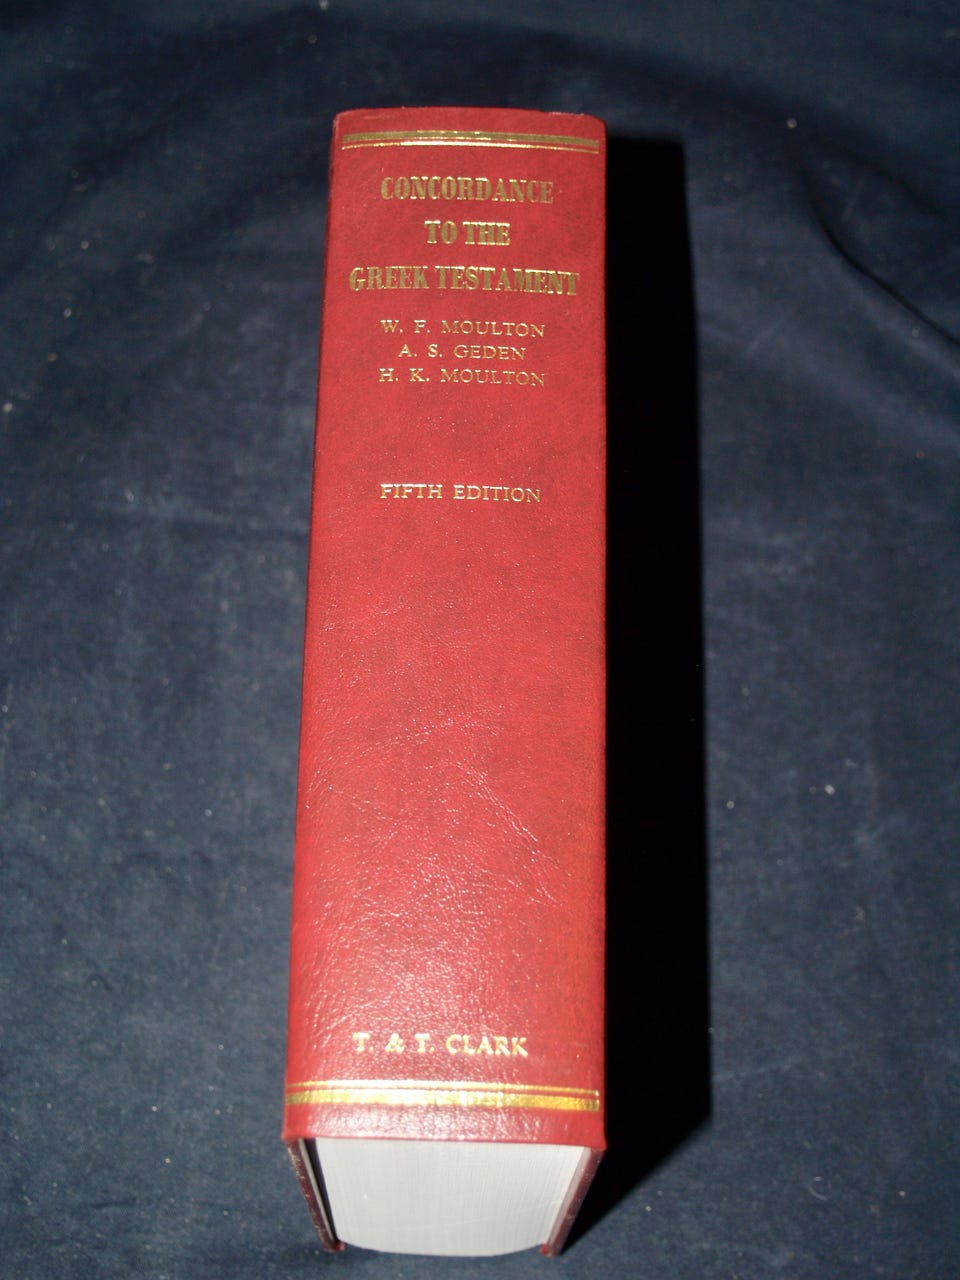 CONCORDANCE
TO THE
GREEK TESTAMENT
W. F. MOULTON
A. S. GEDEN
H. K. MOULTON
FIFTH EDITION
T. & T. CLARK